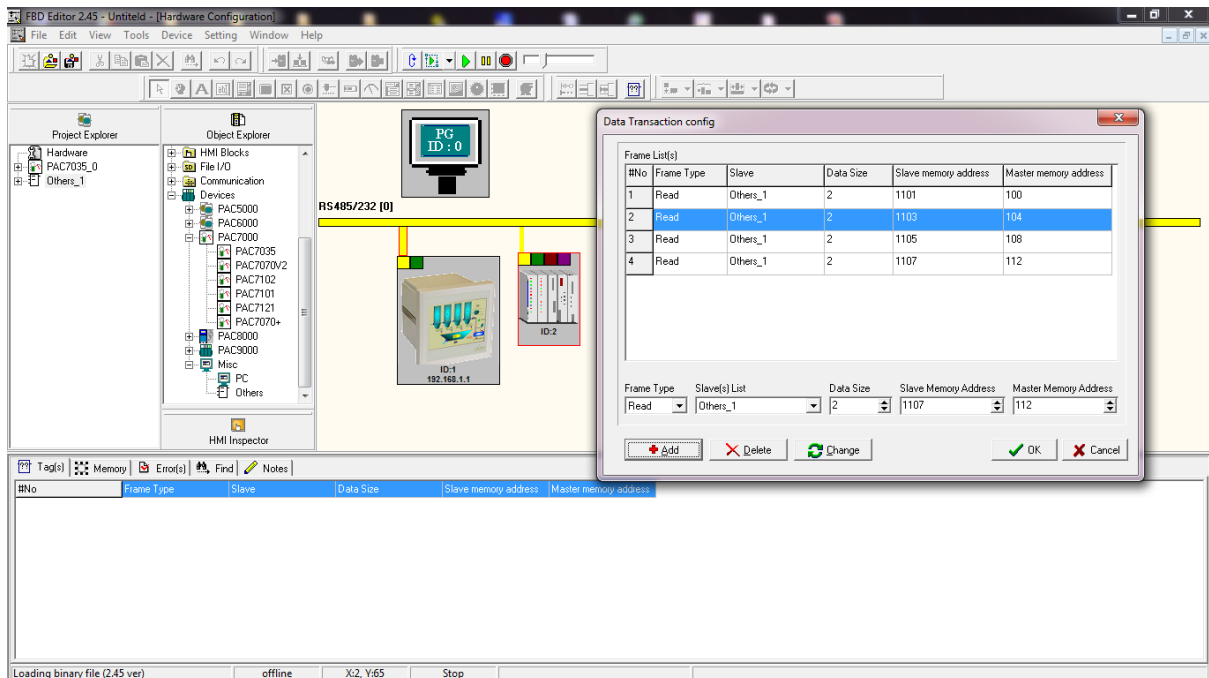 FBD Editor 2.45 - Untiteld - [Hardware Configuration]
File Edit View Tools Device Setting Window Help
Project Explorer
Hardware
PAC7035_0
Others_1
Object Explorer
HMI Blocks
File I/O
Communication
Devices
PAC5000
PAC6000
PAC7000
PAC7035
PAC7070V2
PAC7102
PAC7101
PAC7121
PAC7070+
PAC8000
PAC9000
Misc
PC
Others
HMI Inspector
PG
ID : 0
RS485/232 [0]
ID:1
192.168.1.1
ID:2
Data Transaction config
Frame List(s)
#No Frame Type Slave Data Size Slave memory address Master memory address
1 Read Others_1 2 1101 100
2 Read Others_1 2 1103 104
3 Read Others_1 2 1105 108
4 Read Others_1 2 1107 112
Frame Type Slave(s) List Data Size Slave Memory Address Master Memory Address
Read Others_1 2 1107 112
Add Delete Change OK Cancel
Tag(s) Memory Error(s) Find Notes
#No Frame Type Slave Data Size Slave memory address Master memory address
Loading binary file (2.45 ver) offline X:2, Y:65 Stop